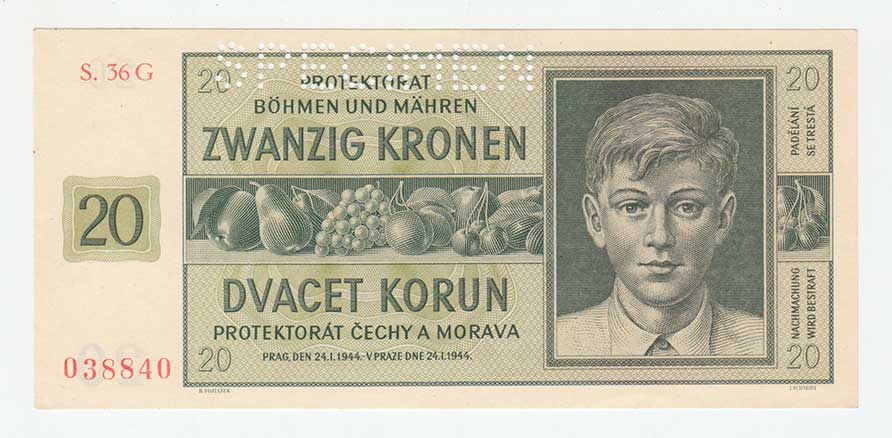 SPECIMEN
S. 36 G
20
20
PROTEKTORAT
BÖHMEN UND MÄHREN
ZWANZIG KRONEN
PADĚLÁNÍ
SE TRESTÁ
20
DVACET KORUN
PROTEKTORÁT ČECHY A MORAVA
NACHMACHUNG
WIRD BESTRAFT
038840
20
PRAG, DEN 24.I.1944.-V PRAZE DNE 24.I.1944.
20